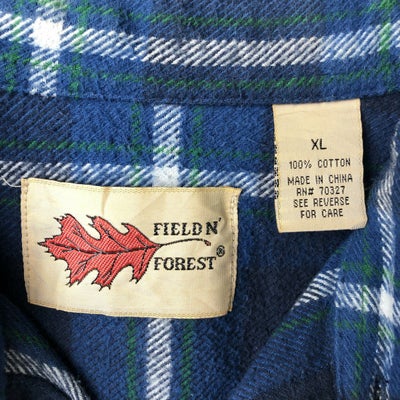 FIELD N'
FOREST®
XL
100% COTTON
MADE IN CHINA
RN# 70327
SEE REVERSE
FOR CARE